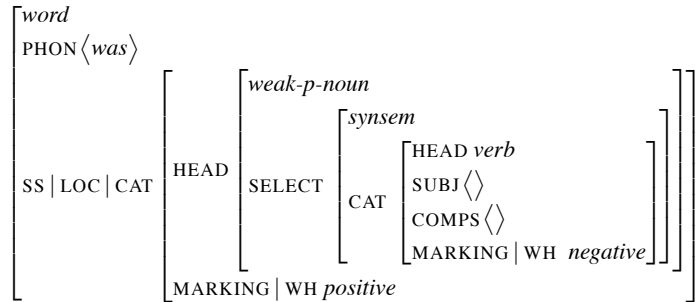 word
PHON⟨was⟩
weak-p-noun
synsem
HEAD verb
SS | LOC | CAT HEAD SELECT CAT SUBJ⟨⟩
COMPS⟨⟩
MARKING | WH negative
MARKING | WH positive